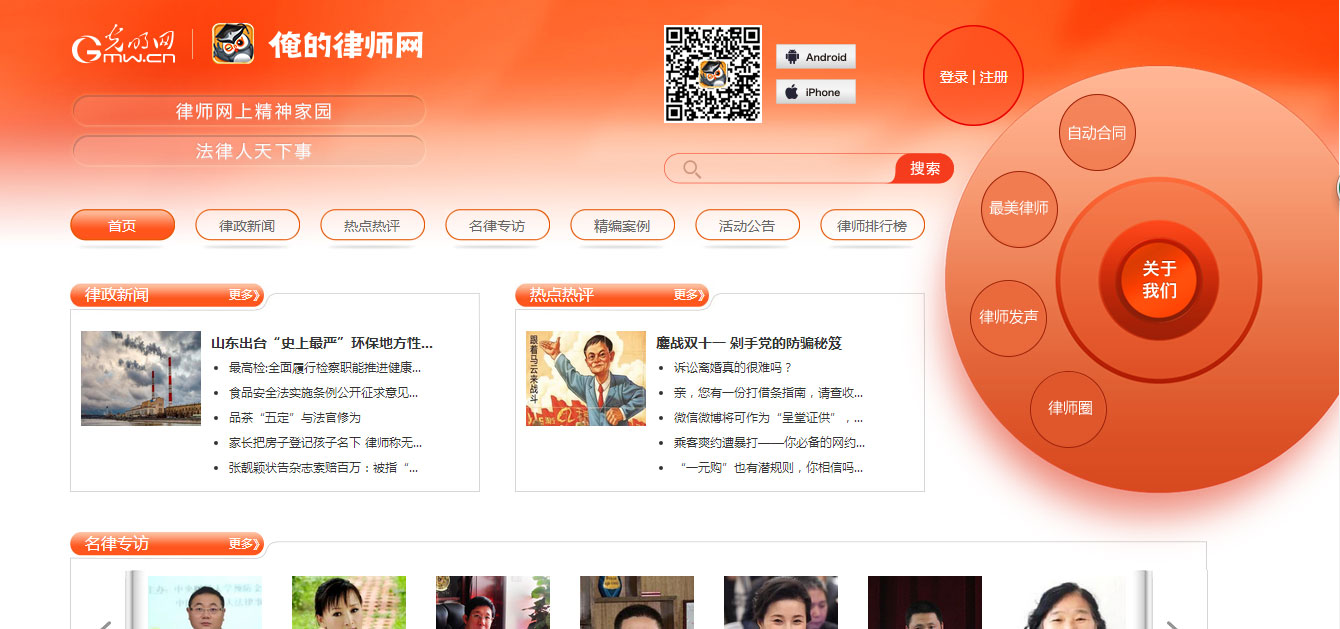 光明网
Gmw.cn
俺的律师网
律师网上精神家园
法律人天下事
Android
iPhone
登录 | 注册
搜索
首页
律政新闻
热点热评
名律专访
精编案例
活动公告
律师排行榜
自动合同
最美律师
律师发声
律师圈
关于
我们
律政新闻
更多》
山东出台“史上最严”环保地方性...
最高检:全面履行检察职能推进健康...
食品安全法实施条例公开征求意见...
品茶“五定”与法官修为
家长把房子登记孩子名下 律师称无...
张靓颖状告杂志索赔百万：被指“...
热点热评
更多》
跟着马云来战斗
鏖战双十一 剁手党的防骗秘笈
诉讼离婚真的很难吗？
亲，您有一份打借条指南，请查收...
微信微博将可作为“呈堂证供”，...
乘客爽约遭暴打——你必备的网约...
“一元购”也有潜规则，你相信吗...
名律专访
更多》